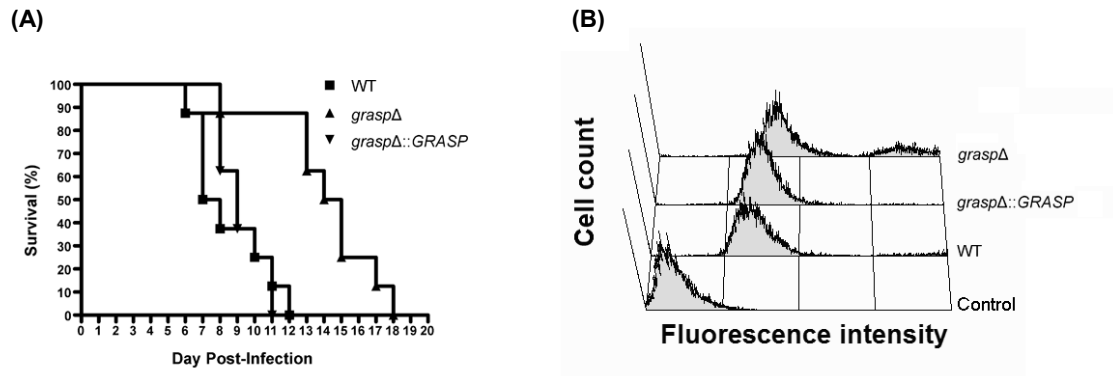 (A)
(B)
100
90
80
70
60
50
40
30
20
10
0
Survival (%)
0 1 2 3 4 5 6 7 8 9 10 11 12 13 14 15 16 17 18 19 20
Day Post-Infection
WT
graspΔ
graspΔ::GRASP
Cell count
graspΔ
graspΔ::GRASP
WT
Control
Fluorescence intensity